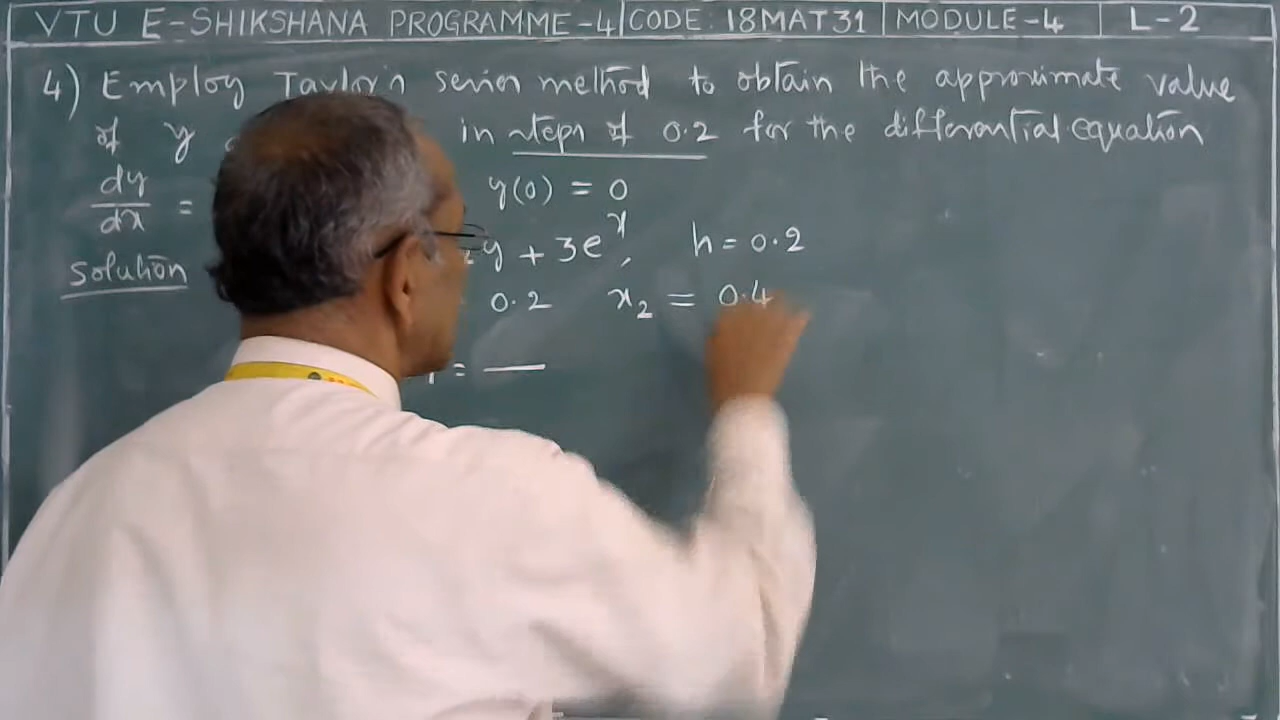 VTU E-SHIKSHANA PROGRAMME-4 CODE: 18MAT31 MODULE-4 L-2
4) Employ Taylor's series method to obtain the approximate value
of y in steps of 0.2 for the differential equation
dy/dx = y(0) = 0
Solution 2y + 3e^x, h = 0.2
0.2 x₂ = 0.4
= —